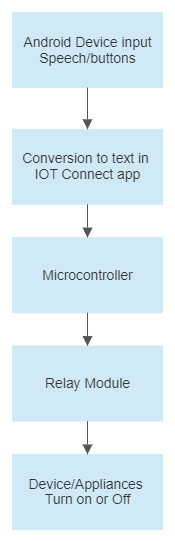 Android Device input
Speech/buttons
Conversion to text in
IOT Connect app
Microcontroller
Relay Module
Device/Appliances
Turn on or Off